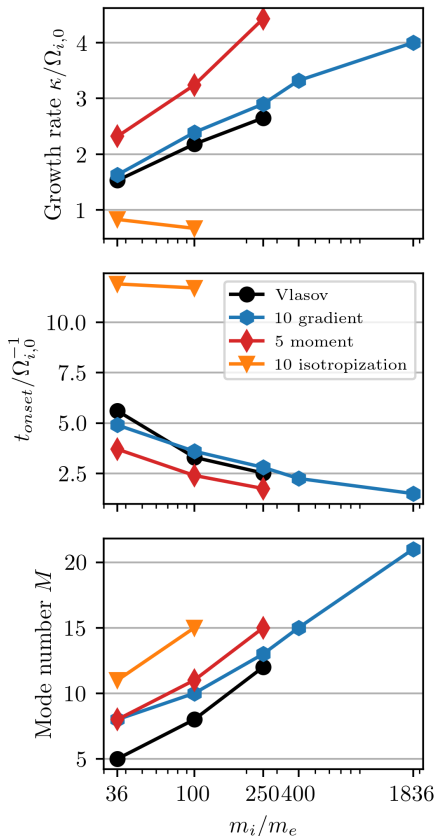 Growth rate κ/Ω_{i,0}
4
3
2
1
t_{onset}/Ω_{i,0}^{-1}
10.0
7.5
5.0
2.5
Vlasov
10 gradient
5 moment
10 isotropization
Mode number M
20
15
10
5
36 100 250 400 1836
m_i/m_e